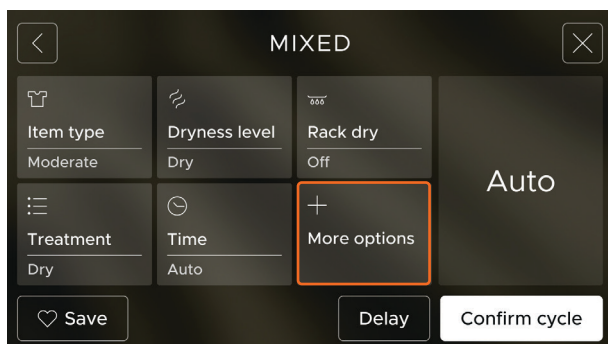 MIXED
Item type
Moderate
Dryness level
Dry
Rack dry
Off
Auto
Treatment
Dry
Time
Auto
More options
Save
Delay
Confirm cycle